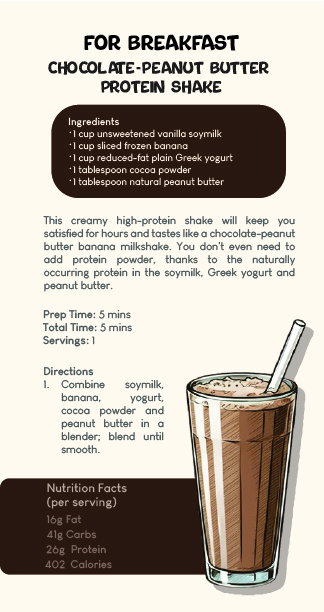 FOR BREAKFAST
CHOCOLATE-PEANUT BUTTER
PROTEIN SHAKE
Ingredients
·1 cup unsweetened vanilla soymilk
·1 cup sliced frozen banana
·1 cup reduced-fat plain Greek yogurt
·1 tablespoon cocoa powder
·1 tablespoon natural peanut butter
This creamy high-protein shake will keep you
satisfied for hours and tastes like a chocolate-peanut
butter banana milkshake. You don't even need to
add protein powder, thanks to the naturally
occurring protein in the soymilk, Greek yogurt and
peanut butter.
Prep Time: 5 mins
Total Time: 5 mins
Servings: 1
Directions
1. Combine soymilk,
banana, yogurt,
cocoa powder and
peanut butter in a
blender; blend until
smooth.
Nutrition Facts
(per serving)
16g Fat
41g Carbs
26g Protein
402 Calories